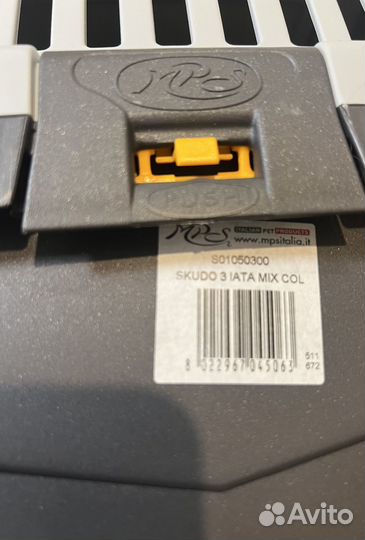 MPS
PUSH
MPS 2 ITALIAN PET PRODUCTS
www.mpsitalia.it
S01050300
SKUDO 3 IATA MIX COL
8 022967 045063
511
672
Avito